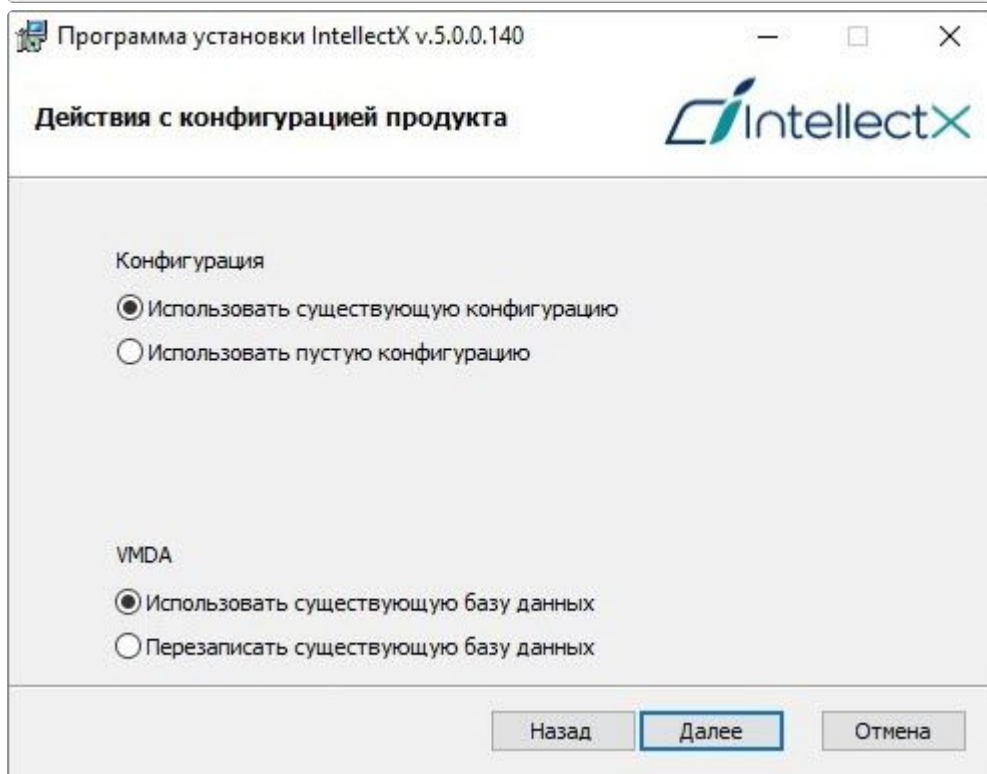 Программа установки IntellectX v.5.0.0.140
Действия с конфигурацией продукта
IntellectX
Конфигурация
Использовать существующую конфигурацию
Использовать пустую конфигурацию
VMDA
Использовать существующую базу данных
Перезаписать существующую базу данных
Назад Далее Отмена